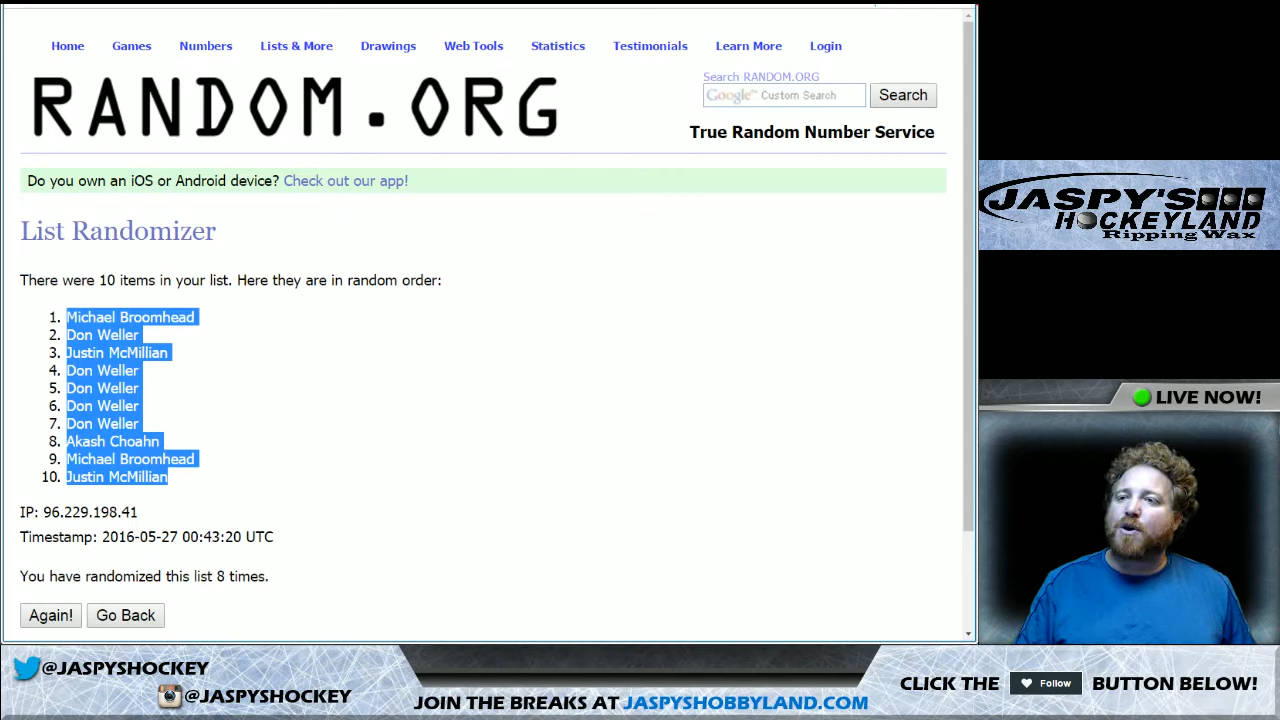 Home Games Numbers Lists & More Drawings Web Tools Statistics Testimonials Learn More Login
RANDOM.ORG
Search RANDOM.ORG
Google™ Custom Search Search
True Random Number Service
Do you own an iOS or Android device? Check out our app!
List Randomizer
There were 10 items in your list. Here they are in random order:
1. Michael Broomhead
2. Don Weller
3. Justin McMillian
4. Don Weller
5. Don Weller
6. Don Weller
7. Don Weller
8. Akash Choahn
9. Michael Broomhead
10. Justin McMillian
IP: 96.229.198.41
Timestamp: 2016-05-27 00:43:20 UTC
You have randomized this list 8 times.
Again! Go Back
JASPY'S
HOCKEYLAND
Ripping Wax
LIVE NOW!
@JASPYSHOCKEY
@JASPYSHOCKEY
JOIN THE BREAKS AT JASPYSHOBBYLAND.COM
CLICK THE Follow BUTTON BELOW!